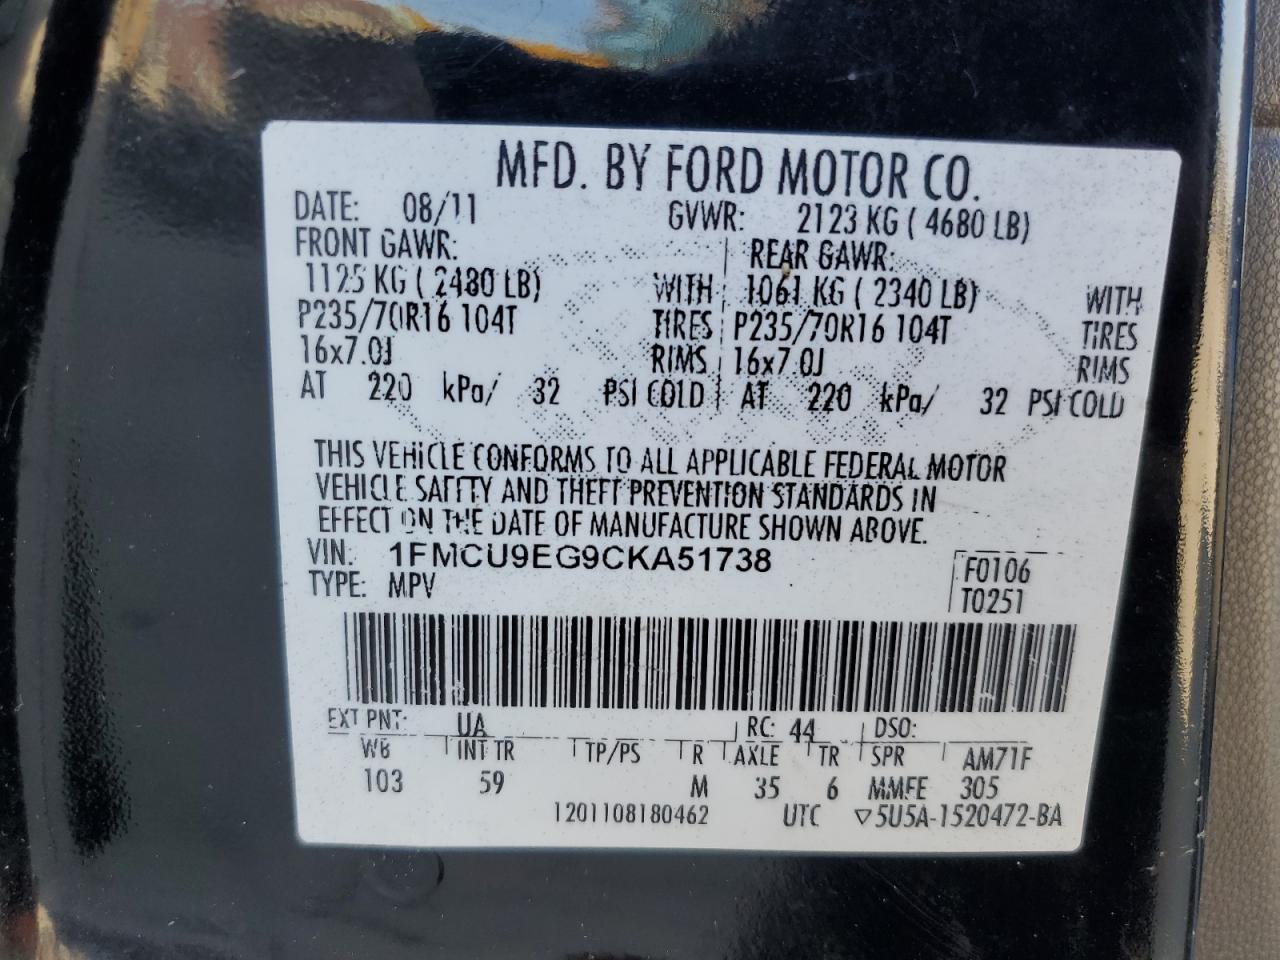 MFD. BY FORD MOTOR CO.
DATE: 08/11 GVWR: 2123 KG ( 4680 LB)
FRONT GAWR: REAR GAWR:
1125 KG ( 2480 LB) WITH 1061 KG ( 2340 LB) WITH
P235/70R16 104T TIRES P235/70R16 104T TIRES
16x7.0J RIMS 16x7.0J RIMS
AT 220 kPa/ 32 PSI COLD AT 220 kPa/ 32 PSI COLD
THIS VEHICLE CONFORMS TO ALL APPLICABLE FEDERAL MOTOR
VEHICLE SAFETY AND THEFT PREVENTION STANDARDS IN
EFFECT ON THE DATE OF MANUFACTURE SHOWN ABOVE.
VIN: 1FMCU9EG9CKA51738
TYPE: MPV
F0106
T0251
EXT PNT: UA RC: 44 DSO:
WB INT TR TP/PS R AXLE TR SPR AM71F
103 59 M 35 6 MMFE 305
1201108180462 UTC ▽5U5A-1520472-BA